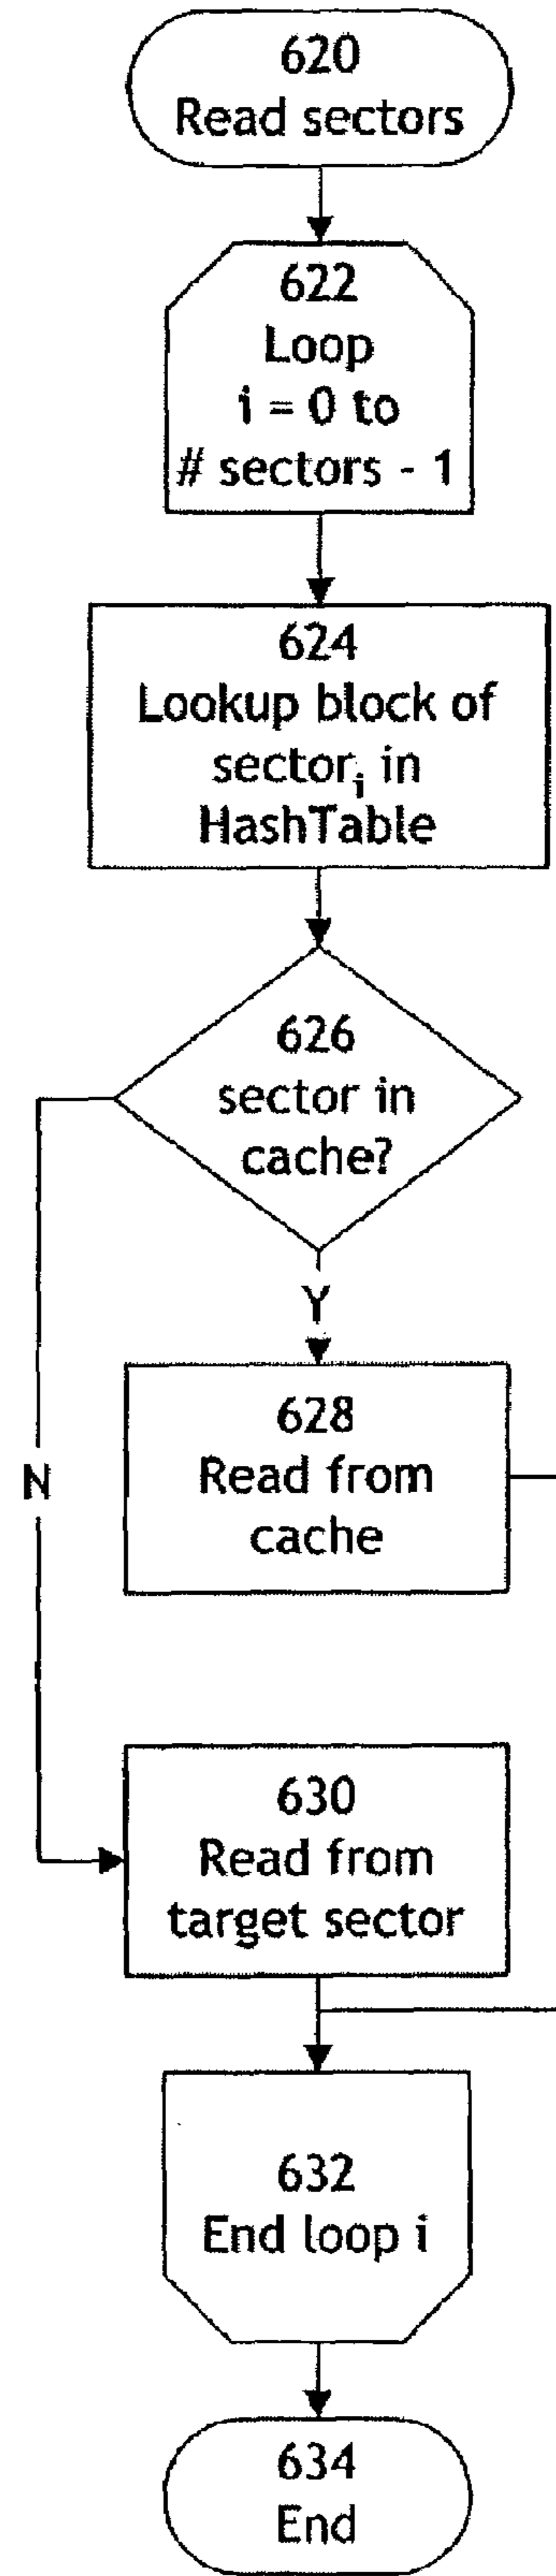 620
Read sectors
622
Loop
i = 0 to
# sectors - 1
624
Lookup block of
sectorᵢ in
HashTable
626
sector in
cache?
Y
628
Read from
cache
N
630
Read from
target sector
632
End loop i
634
End